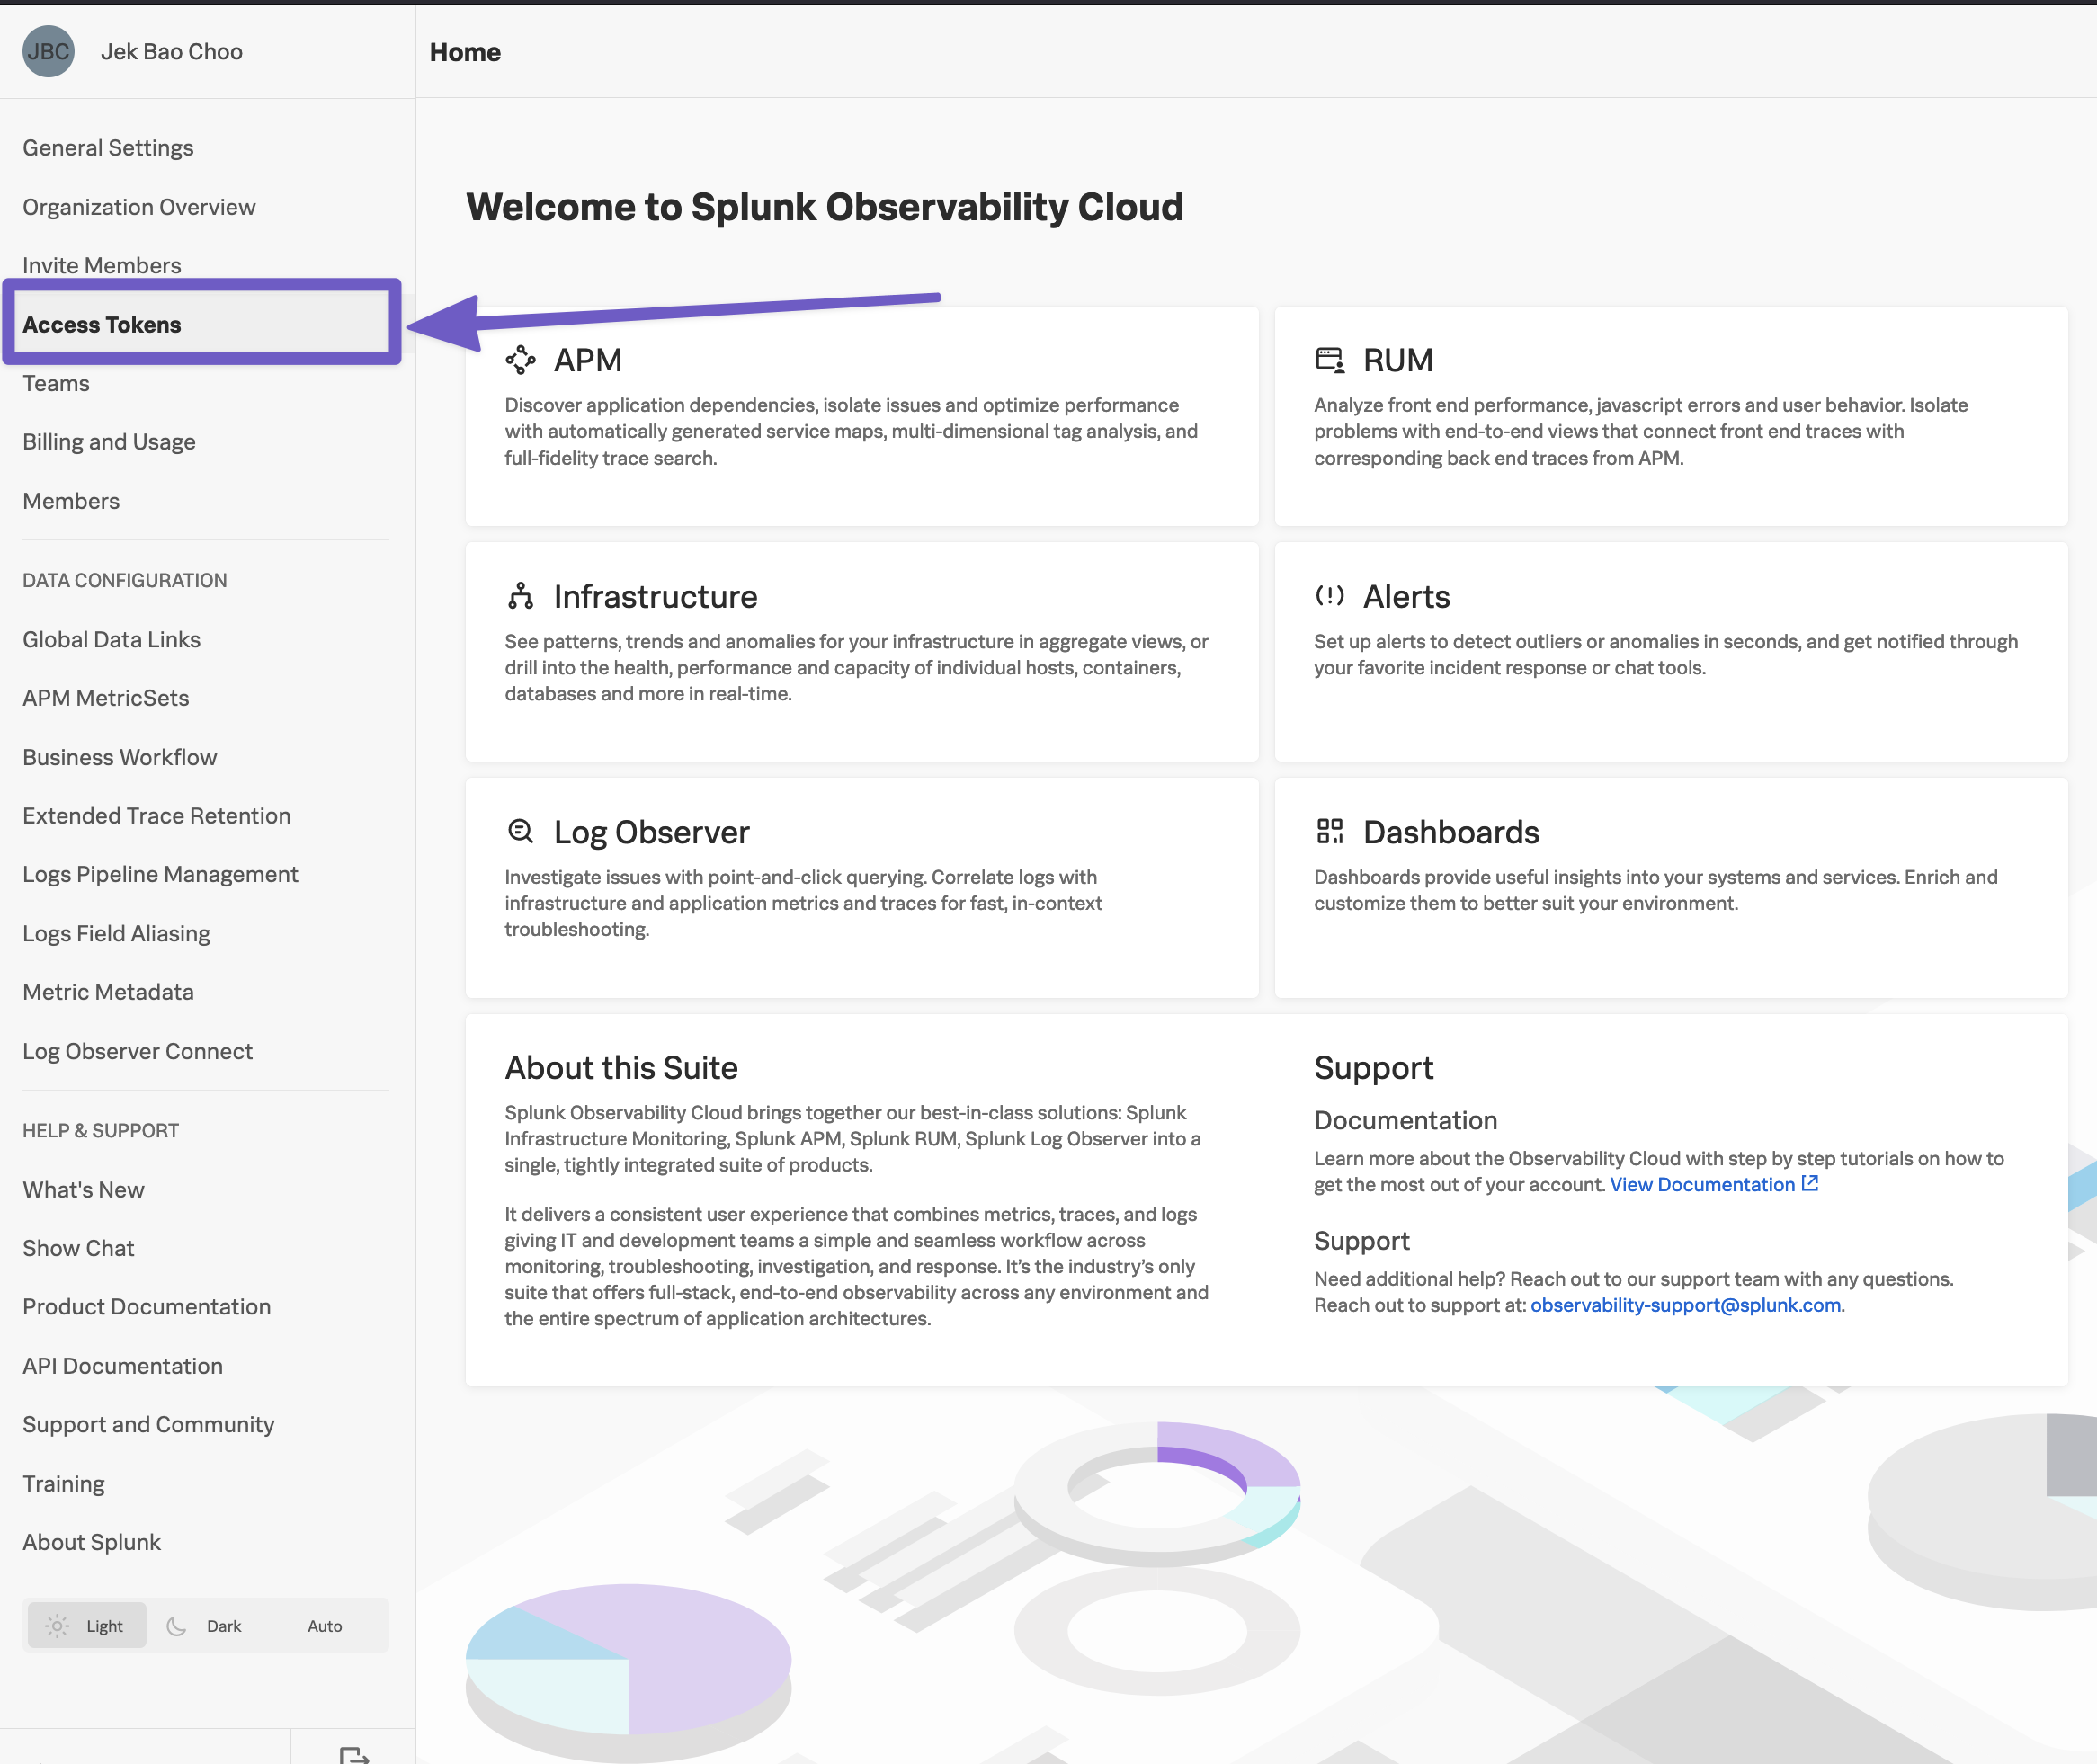 JBC Jek Bao Choo
Home
General Settings
Organization Overview
Invite Members
Access Tokens
Teams
Billing and Usage
Members
DATA CONFIGURATION
Global Data Links
APM MetricSets
Business Workflow
Extended Trace Retention
Logs Pipeline Management
Logs Field Aliasing
Metric Metadata
Log Observer Connect
HELP & SUPPORT
What's New
Show Chat
Product Documentation
API Documentation
Support and Community
Training
About Splunk
Light Dark Auto
Welcome to Splunk Observability Cloud
APM
Discover application dependencies, isolate issues and optimize performance
with automatically generated service maps, multi-dimensional tag analysis, and
full-fidelity trace search.
RUM
Analyze front end performance, javascript errors and user behavior. Isolate
problems with end-to-end views that connect front end traces with
corresponding back end traces from APM.
Infrastructure
See patterns, trends and anomalies for your infrastructure in aggregate views, or
drill into the health, performance and capacity of individual hosts, containers,
databases and more in real-time.
Alerts
Set up alerts to detect outliers or anomalies in seconds, and get notified through
your favorite incident response or chat tools.
Log Observer
Investigate issues with point-and-click querying. Correlate logs with
infrastructure and application metrics and traces for fast, in-context
troubleshooting.
Dashboards
Dashboards provide useful insights into your systems and services. Enrich and
customize them to better suit your environment.
About this Suite
Splunk Observability Cloud brings together our best-in-class solutions: Splunk
Infrastructure Monitoring, Splunk APM, Splunk RUM, Splunk Log Observer into a
single, tightly integrated suite of products.
It delivers a consistent user experience that combines metrics, traces, and logs
giving IT and development teams a simple and seamless workflow across
monitoring, troubleshooting, investigation, and response. It’s the industry’s only
suite that offers full-stack, end-to-end observability across any environment and
the entire spectrum of application architectures.
Support
Documentation
Learn more about the Observability Cloud with step by step tutorials on how to
get the most out of your account. View Documentation
Support
Need additional help? Reach out to our support team with any questions.
Reach out to support at: observability-support@splunk.com.